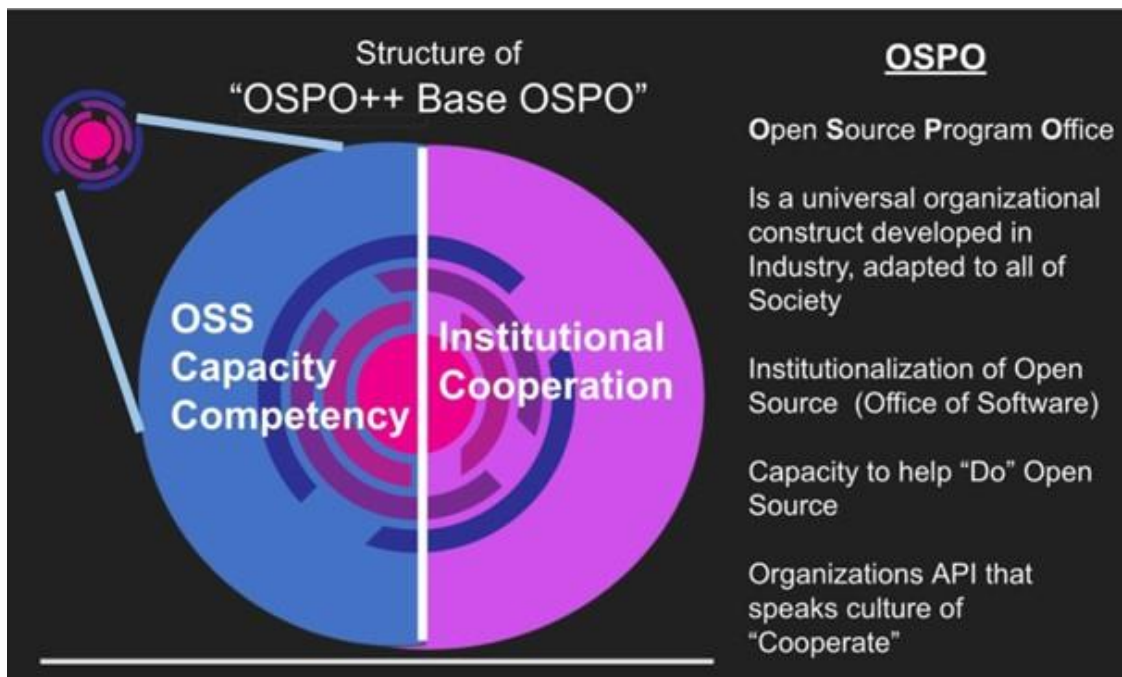 Structure of
“OSPO++ Base OSPO”
OSS
Capacity
Competency
Institutional
Cooperation
OSPO
Open Source Program Office
Is a universal organizational
construct developed in
Industry, adapted to all of
Society
Institutionalization of Open
Source (Office of Software)
Capacity to help “Do” Open
Source
Organizations API that
speaks culture of
“Cooperate”